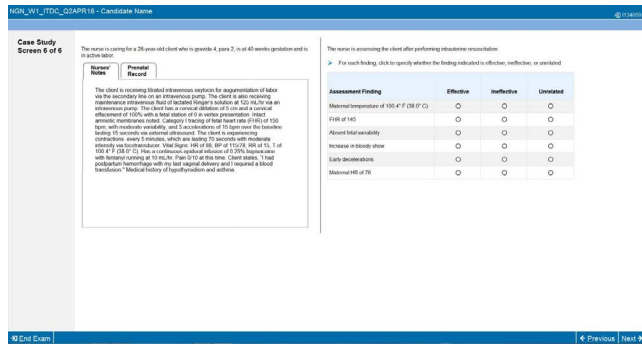 NGN_W1_ITDC_Q2APR18 - Candidate Name
Case Study
Screen 6 of 6
The nurse is caring for a 28-year-old client who is gravida 4, para 2, is at 40 weeks gestation and is
in active labor.
Nurses'
Notes
Prenatal
Record
The client is receiving titrated intravenous oxytocin for augumentation of labor
via the secondary line on an intravenous pump. The client is also receiving
maintenance intravenous fluid of lactated Ringer's solution at 125 mL/hr via an
intravenous pump. The client has a cervical dilitation of 5 cm and a cervical
effacement of 100% with a fetal station of 0 in vertex presentation. Intact
amniotic membranes noted. Category I tracing of fetal heart rate (FHR) of 150
bpm, with moderate variability, and 3 accelerations of 15 bpm over the baseline
lasting 15 seconds via external ultrasound. The client is experiencing
contractions every 5 minutes, which are lasting 70 seconds with moderate
intensity via tocotransducer. Vital Signs: HR of 88, BP of 115/78, RR of 15, T of
100.4° F (38.0° C). Has a continuous epidural infusion of 0.25% bupivacaine
with fentanyl running at 10 mL/hr. Pain 0/10 at this time. Client states, "I had
postpartum hemorrhage with my last vaginal delivery and I required a blood
transfusion." Medical history of hypothyroidism and asthma.
The nurse is assessing the client after performing intrauterine resuscitation.
➤ For each finding, click to specify whether the finding indicated is effective, ineffective, or unrelated.
Assessment Finding Effective Ineffective Unrelated
Maternal temperature of 100.4° F (38.0° C)
FHR of 145
Absent fetal variability
Increase in bloody show
Early decelerations
Maternal HR of 76
End Exam
Previous Next